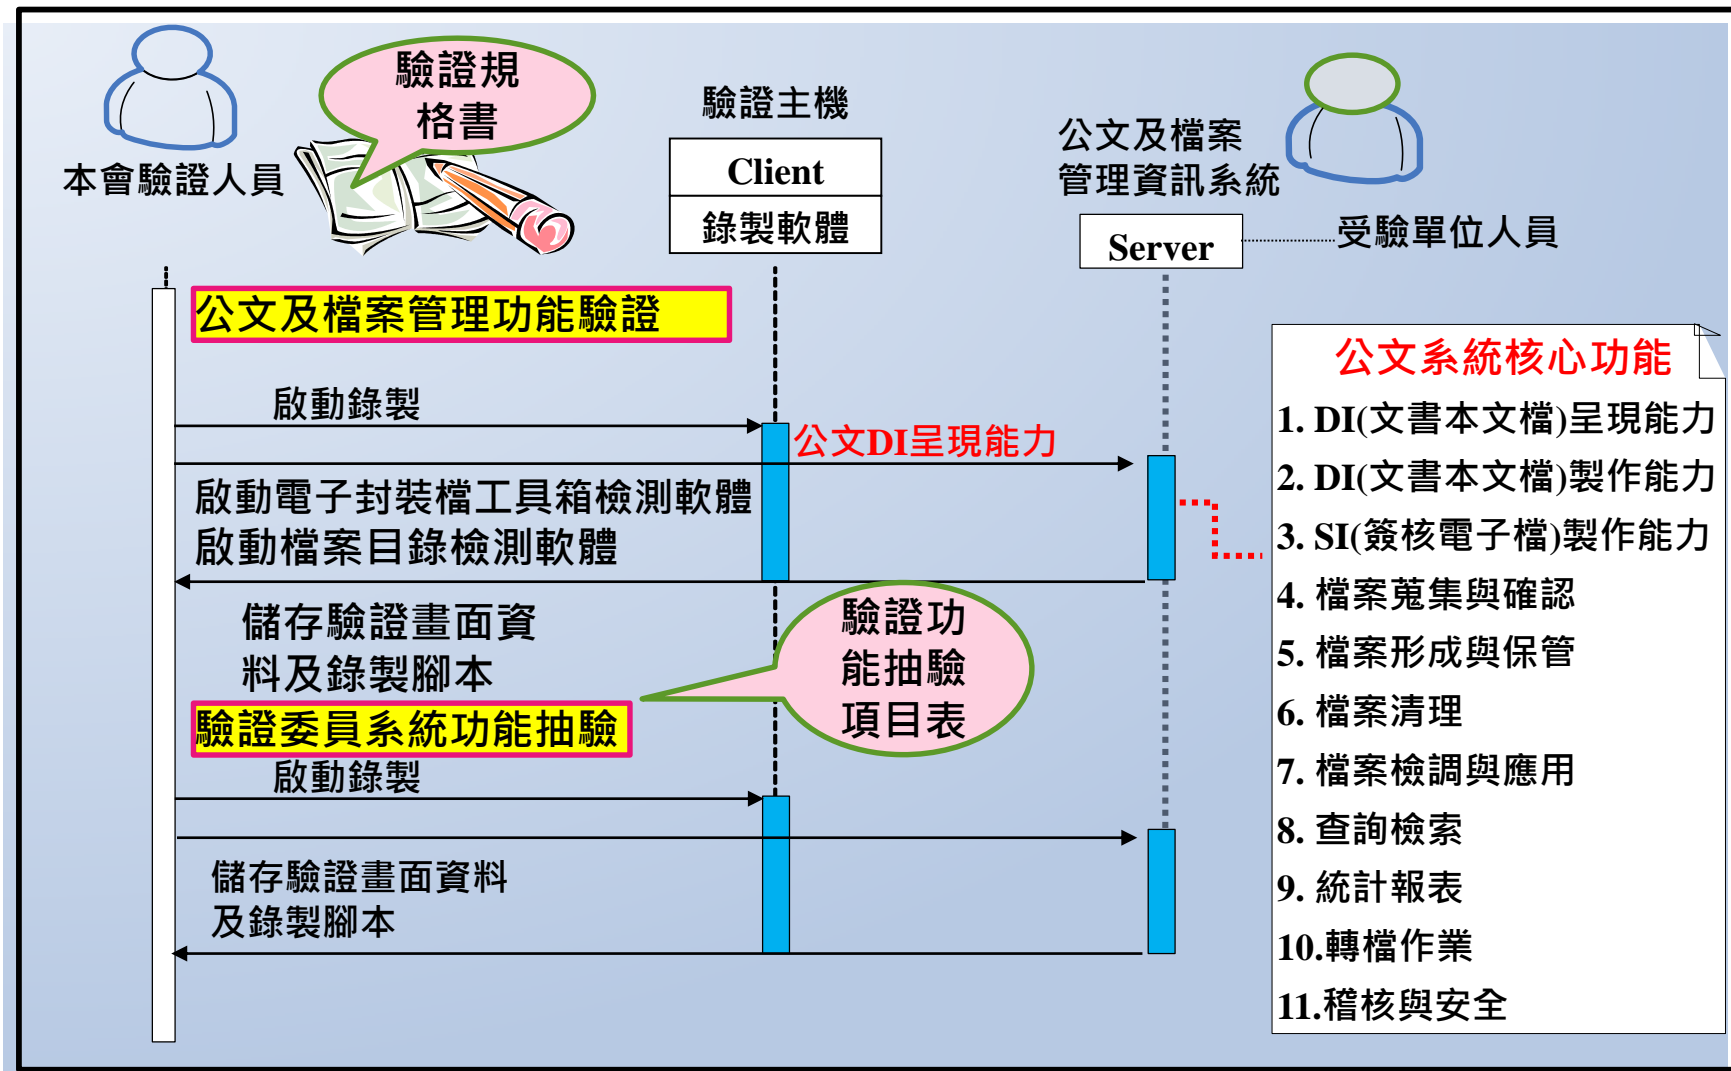 驗證規
格書
本會驗證人員
驗證主機
Client
錄製軟體
公文及檔案
管理資訊系統
Server
受驗單位人員
公文及檔案管理功能驗證
啟動錄製
公文DI呈現能力
啟動電子封裝檔工具箱檢測軟體
啟動檔案目錄檢測軟體
儲存驗證畫面資
料及錄製腳本
驗證功
能抽驗
項目表
驗證委員系統功能抽驗
啟動錄製
儲存驗證畫面資料
及錄製腳本
公文系統核心功能
1. DI(文書本文檔)呈現能力
2. DI(文書本文檔)製作能力
3. SI(簽核電子檔)製作能力
4. 檔案蒐集與確認
5. 檔案形成與保管
6. 檔案清理
7. 檔案檢調與應用
8. 查詢檢索
9. 統計報表
10.轉檔作業
11.稽核與安全